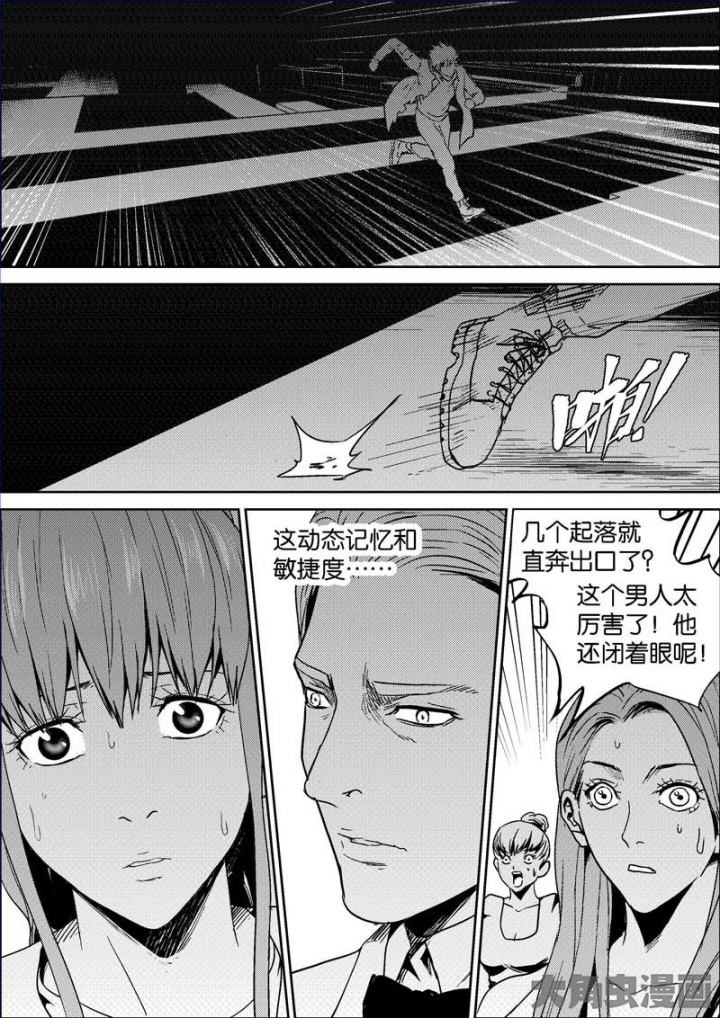 啪！
这动态记忆和
敏捷度……
几个起落就
直奔出口了？
这个男人太
厉害了！他
还闭着眼呢！
大角虫漫画